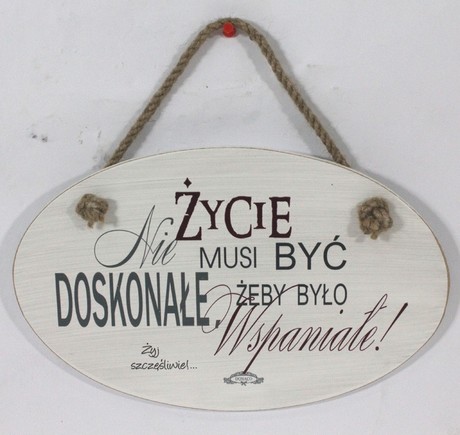 ŻYCIE
Nie MUSI BYĆ
DOSKONAŁE, ŻEBY BYŁO
Wspaniałe!
Żyj
szczęśliwie!...